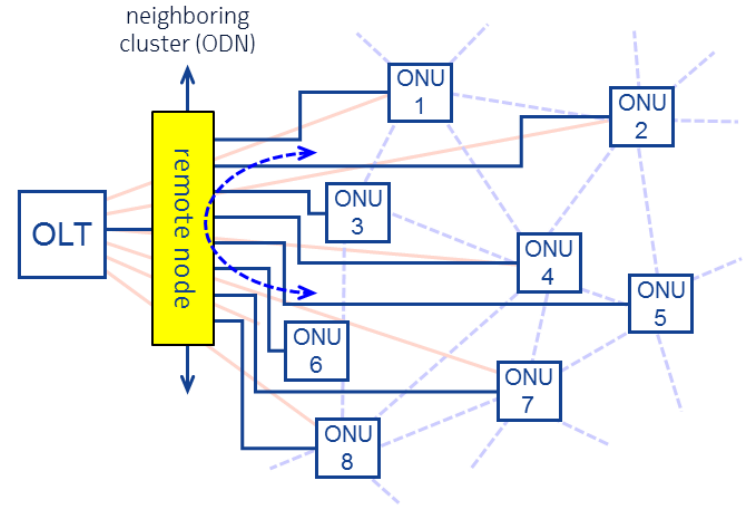 neighboring
cluster (ODN)
ONU
1
ONU
2
remote node
OLT
ONU
3
ONU
4
ONU
5
ONU
6
ONU
7
ONU
8